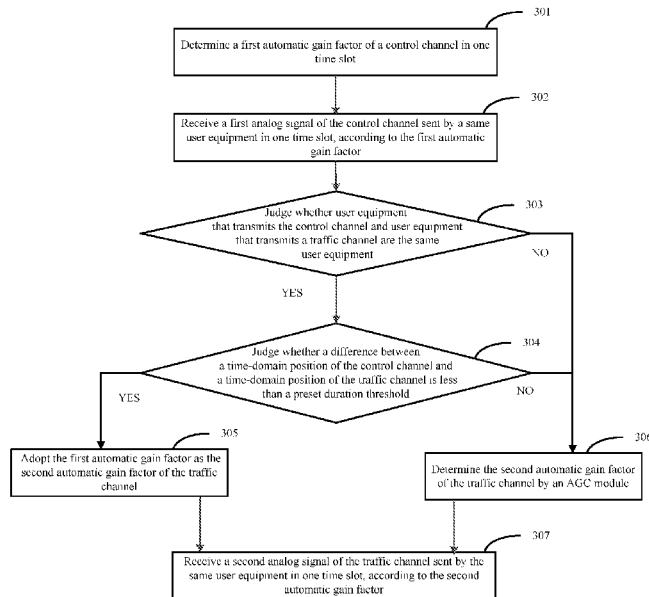 301
Determine a first automatic gain factor of a control channel in one
time slot
302
Receive a first analog signal of the control channel sent by a same
user equipment in one time slot, according to the first automatic
gain factor
303
Judge whether user equipment
that transmits the control channel and user equipment
that transmits a traffic channel are the same
user equipment
NO
YES
304
Judge whether a difference between
a time-domain position of the control channel and
a time-domain position of the traffic channel is less
than a preset duration threshold
YES
NO
305
Adopt the first automatic gain factor as the
second automatic gain factor of the traffic
channel
306
Determine the second automatic gain factor
of the traffic channel by an AGC module
307
Receive a second analog signal of the traffic channel sent by the
same user equipment in one time slot, according to the second
automatic gain factor